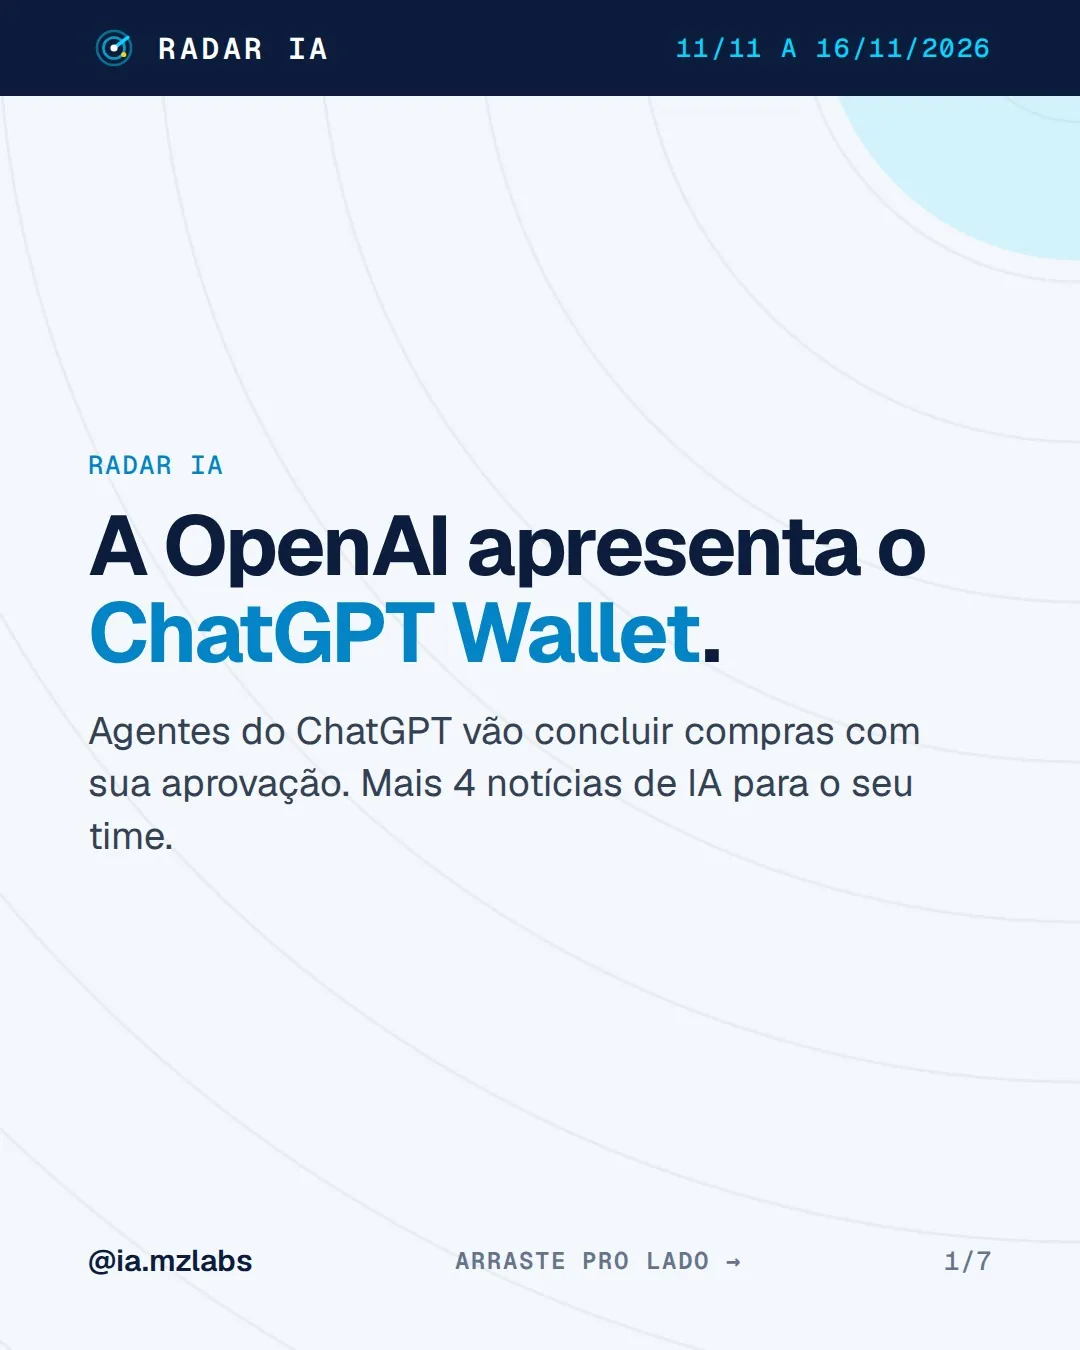 RADAR IA
11/11 A 16/11/2026
RADAR IA
A OpenAI apresenta o
ChatGPT Wallet.
Agentes do ChatGPT vão concluir compras com
sua aprovação. Mais 4 notícias de IA para o seu
time.
@ia.mzlabs
ARRASTE PRO LADO →
1/7